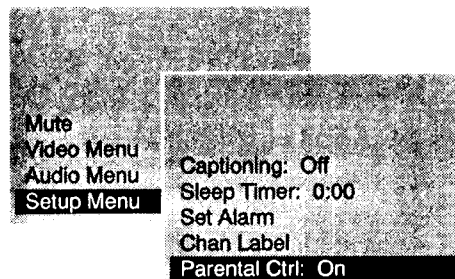 Mute
Video Menu
Audio Menu
Setup Menu
Captioning: Off
Sleep Timer: 0:00
Set Alarm
Chan Label
Parental Ctrl: On